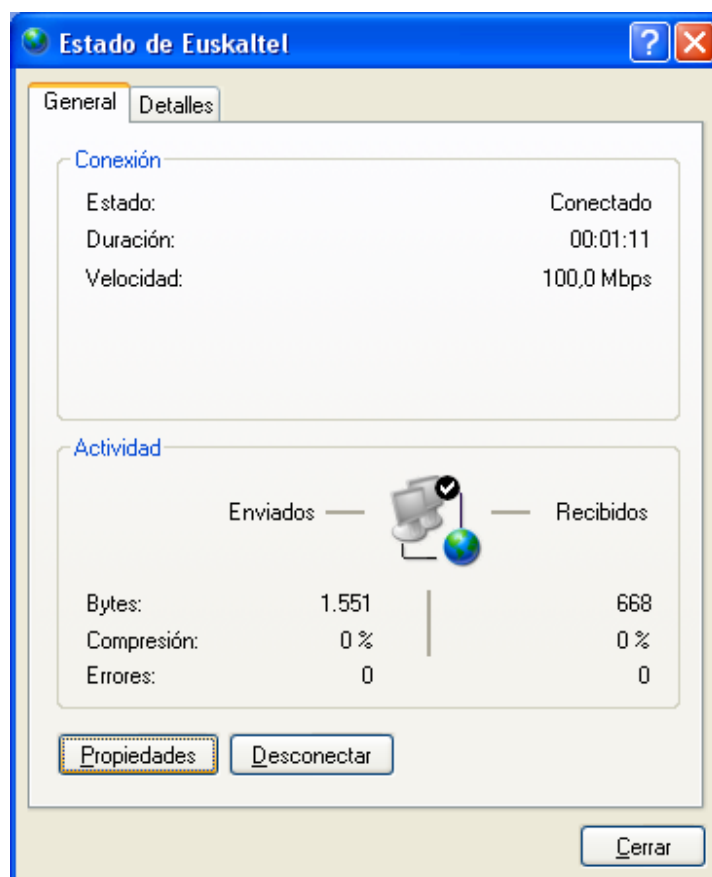 Estado de Euskaltel
General Detalles
Conexión
Estado: Conectado
Duración: 00:01:11
Velocidad: 100,0 Mbps
Actividad
Enviados Recibidos
Bytes: 1.551 668
Compresión: 0 % 0 %
Errores: 0 0
Propiedades Desconectar
Cerrar